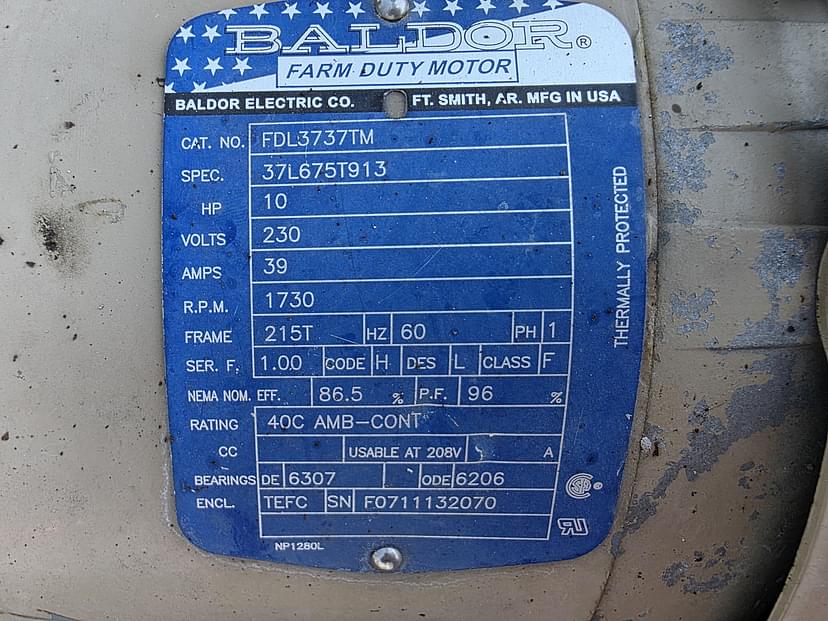 BALDOR®
FARM DUTY MOTOR
BALDOR ELECTRIC CO. FT. SMITH, AR. MFG IN USA
CAT. NO. FDL3737TM
SPEC. 37L675T913
HP 10
VOLTS 230
AMPS 39
R.P.M. 1730
FRAME 215T HZ 60 PH 1
SER. F. 1.00 CODE H DES L CLASS F
NEMA NOM. EFF. 86.5 % P.F. 96 %
RATING 40C AMB-CONT
CC USABLE AT 208V A
BEARINGS DE 6307 ODE 6206
ENCL. TEFC SN F0711132070
NP1280L
THERMALLY PROTECTED